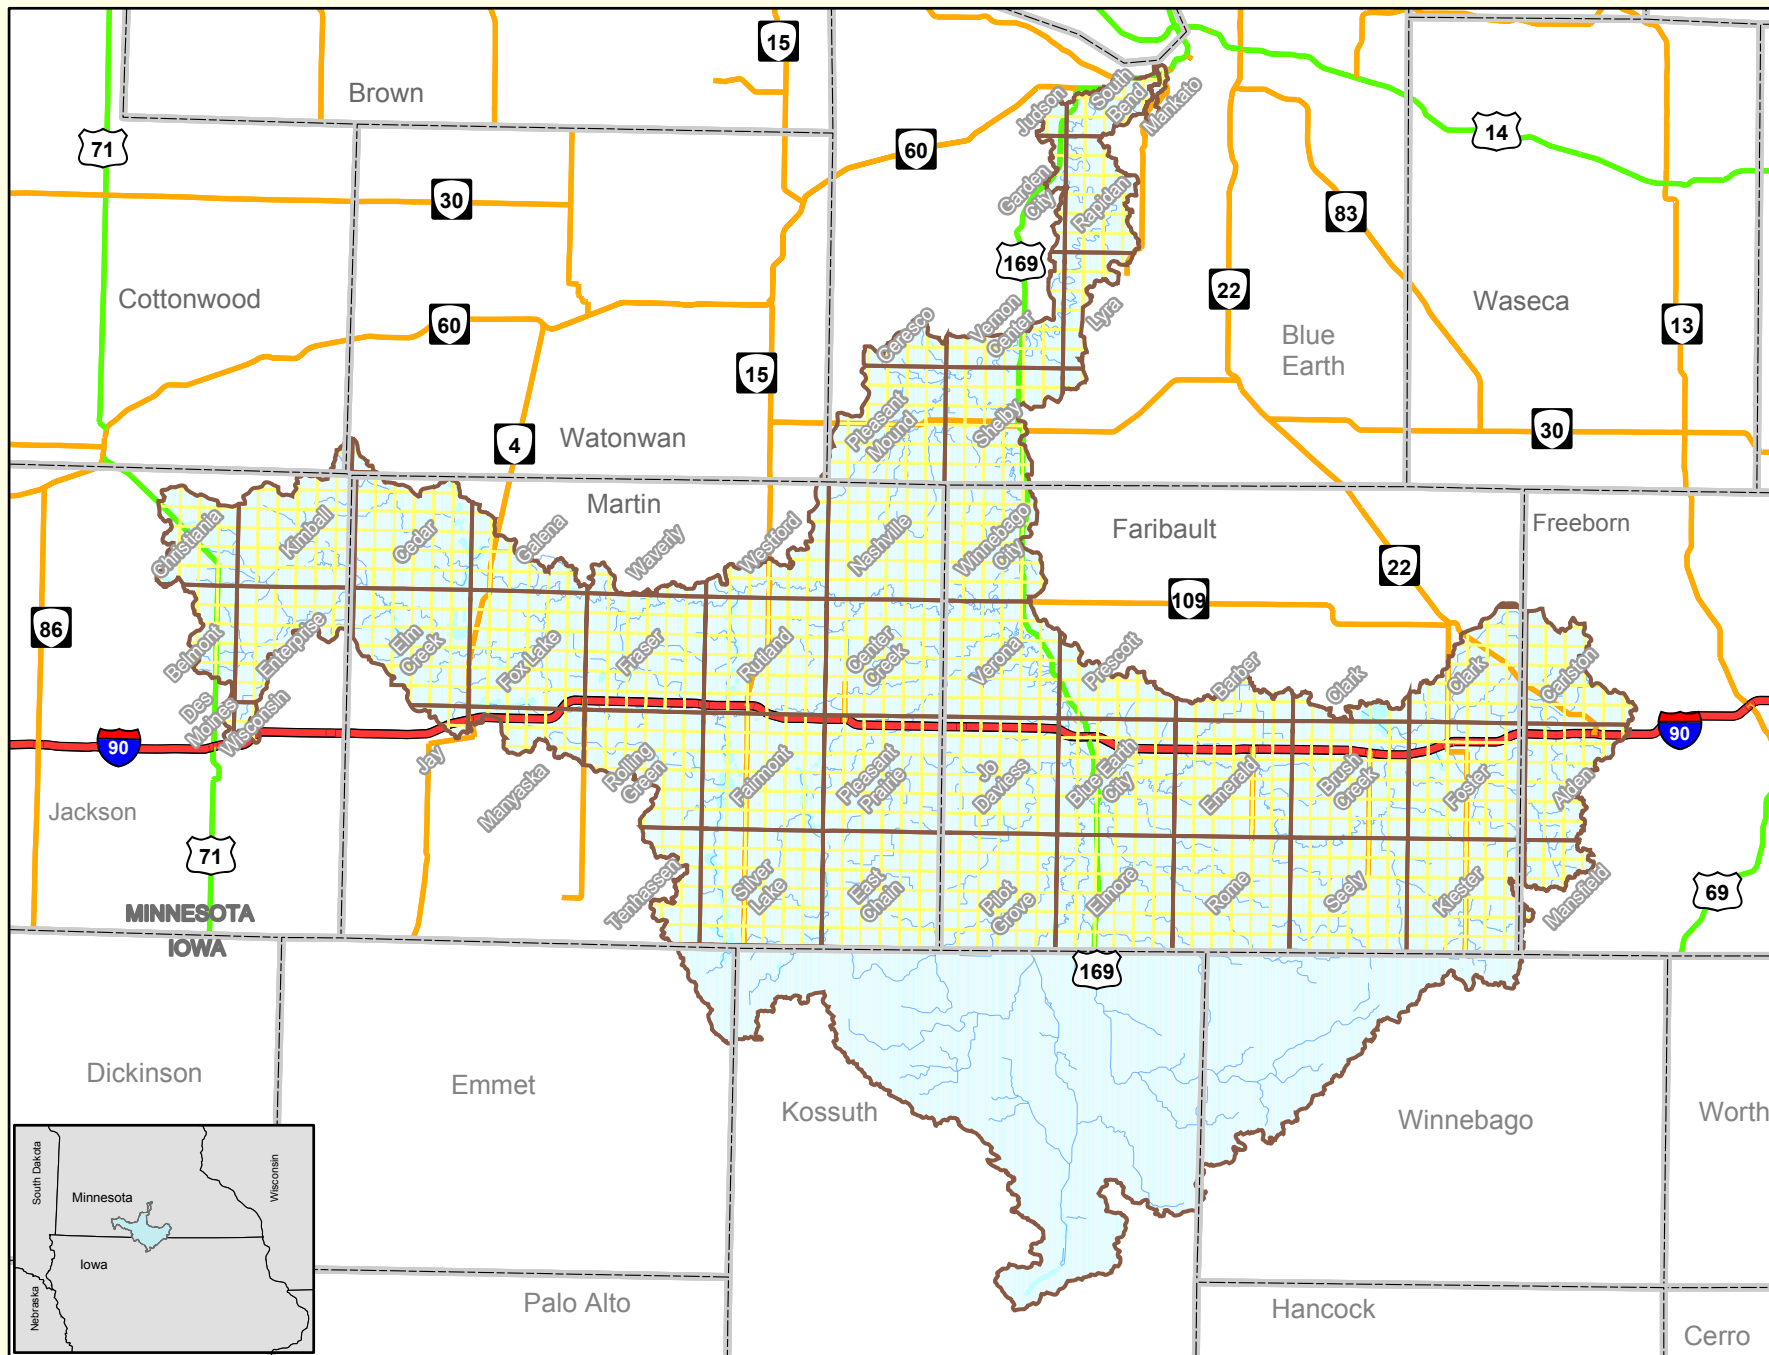 15
Brown
71
14
60
South
Bend
Judson
Mankato
30
83
Garden
City
Rapidan
169
22
Cottonwood
Waseca
60
13
Blue
Earth
Vernon
Center
Lyra
Ceresco
15
4
Watonwan
Pleasant
Mound
Shelby
30
Martin
Faribault
Freeborn
Christiania
Kimball
Cedar
Galena
Waverly
Westford
Nashville
Winnebago
City
22
86
109
Belmont
Enterprise
Elm
Creek
Fox Lake
Fraser
Rutland
Center
Creek
Verona
Prescott
Barber
Clark
Clark
Carlston
Des
Moines
Wisconsin
90
90
Jay
Manyaska
Rolling
Green
Fairmont
Pleasant
Prairie
Jo
Daviess
Blue Earth
City
Emerald
Brush
Creek
Foster
Alden
Jackson
71
69
Tenhassen
Silver
Lake
East
Chain
Pilot
Grove
Elmore
Rome
Seely
Kiester
Mansfield
MINNESOTA
IOWA
169
Dickinson
Emmet
Kossuth
Winnebago
Worth
South Dakota
Minnesota
Wisconsin
Iowa
Nebraska
Palo Alto
Hancock
Cerro